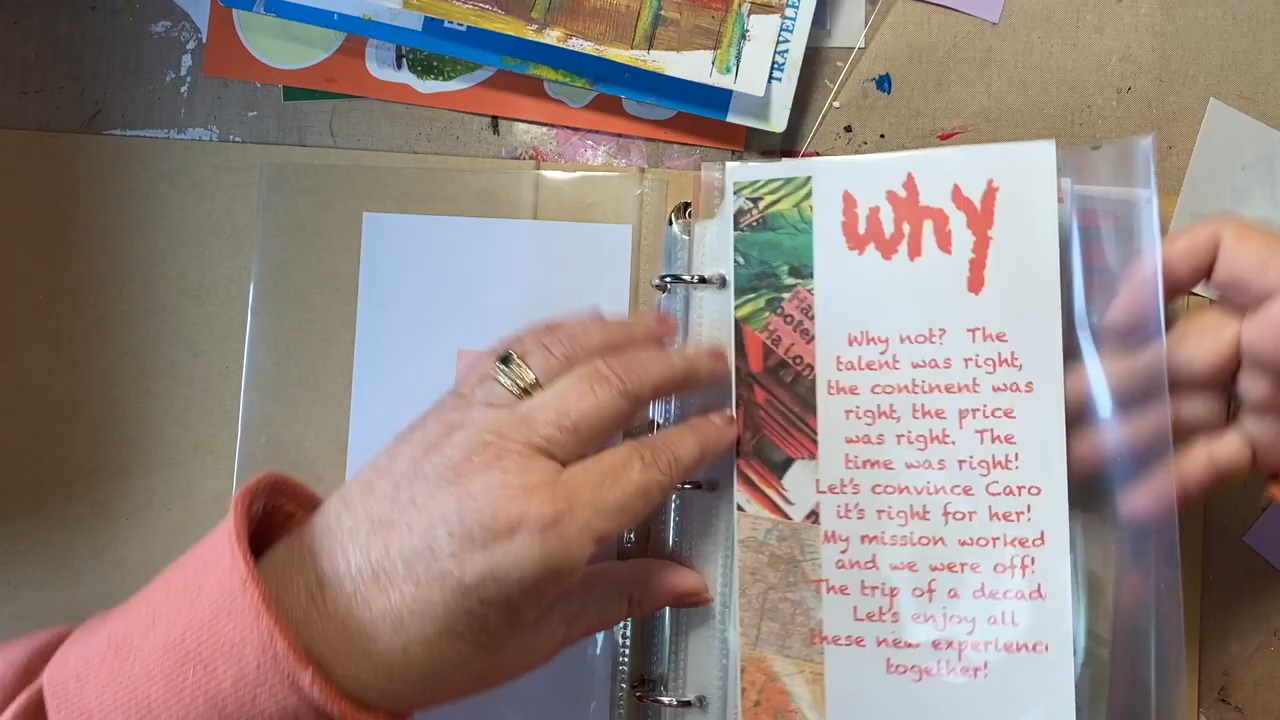 TRAVELE
why
Why not? The
talent was right,
the continent was
right, the price
was right. The
time was right!
Let's convince Caro
it's right for her!
My mission worked
and we were off!
The trip of a decad
Let's enjoy all
these new experienc
together!
Ha Lon